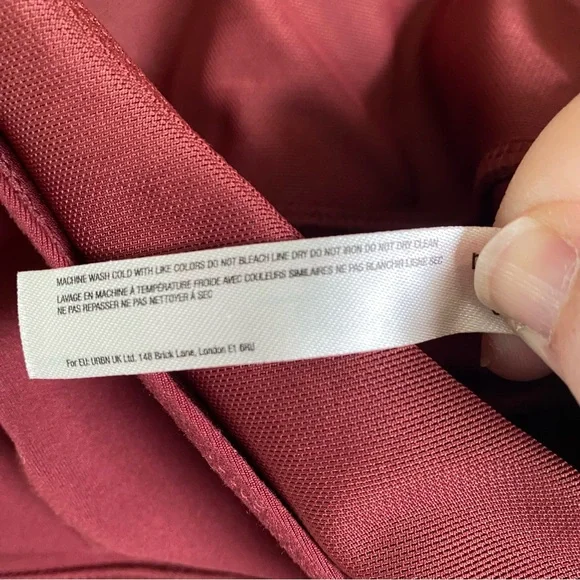 MACHINE WASH COLD WITH LIKE COLORS DO NOT BLEACH LINE DRY DO NOT IRON DO NOT DRY CLEAN
LAVAGE EN MACHINE À TEMPÉRATURE FROIDE AVEC COULEURS SIMILAIRES NE PAS BLANCHIR LIGNE SEC
NE PAS REPASSER NE PAS NETTOYER À SEC
For EU: URBN UK Ltd. 148 Brick Lane, London E1 6RU